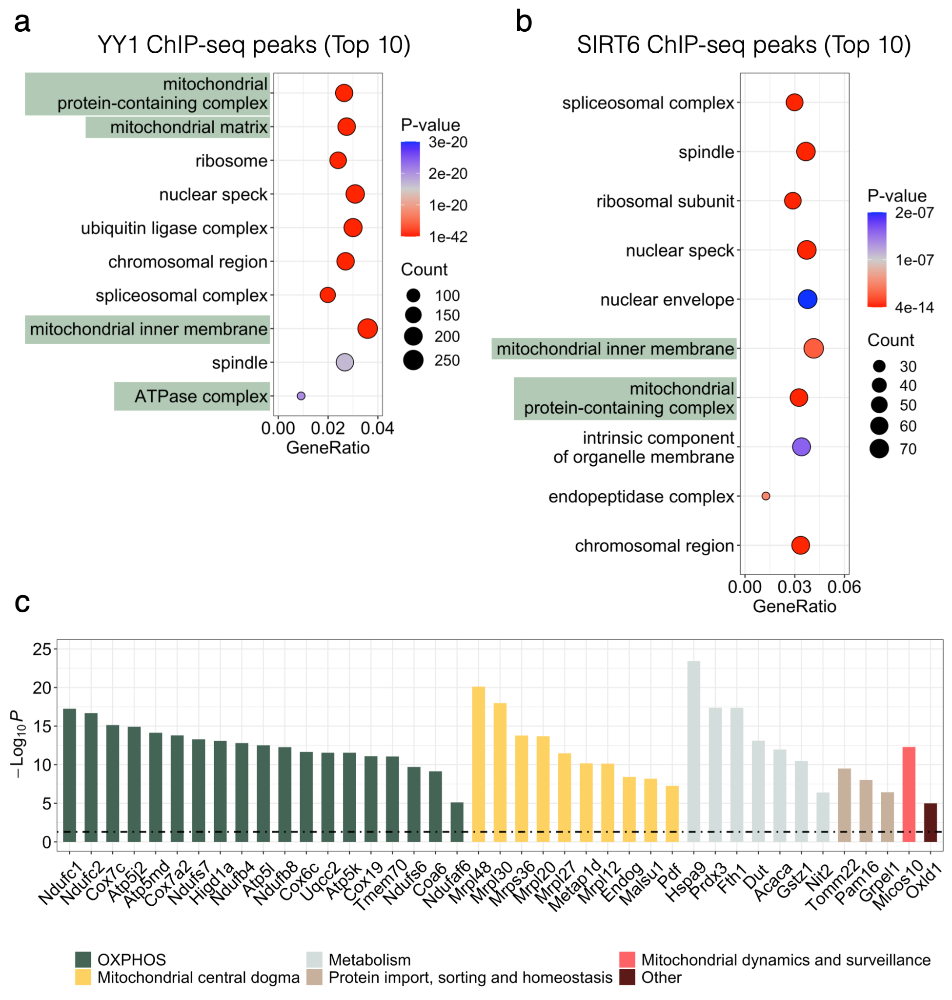 a
YY1 ChIP-seq peaks (Top 10)
mitochondrial
protein-containing complex
mitochondrial matrix
ribosome
nuclear speck
ubiquitin ligase complex
chromosomal region
spliceosomal complex
mitochondrial inner membrane
spindle
ATPase complex
0.00 0.02 0.04
GeneRatio
P-value
3e-20
2e-20
1e-20
1e-42
Count
100
150
200
250
b
SIRT6 ChIP-seq peaks (Top 10)
spliceosomal complex
spindle
ribosomal subunit
nuclear speck
nuclear envelope
mitochondrial inner membrane
mitochondrial
protein-containing complex
intrinsic component
of organelle membrane
endopeptidase complex
chromosomal region
0.00 0.03 0.06
GeneRatio
P-value
2e-07
1e-07
4e-14
Count
30
40
50
60
70
c
−Log10P
25
20
15
10
5
0
Ndufc1
Ndufc2
Cox7c
Atp5j2
Atp5md
Cox7a2
Ndufs7
Higd1a
Ndufb4
Atp5l
Ndufb8
Cox6c
Uqcc2
Atp5k
Cox19
Tmem70
Ndufs6
Coa6
Ndufaf6
Mrpl48
Mrpl30
Mrps36
Mrpl20
Mrpl27
Metap1d
Mrpl12
Endog
Malsu1
Pdf
Hspa9
Prdx3
Fth1
Dut
Acaca
Gstz1
Nit2
Tomm22
Pam16
Grpel1
Micos10
Oxld1
OXPHOS
Mitochondrial central dogma
Metabolism
Protein import, sorting and homeostasis
Mitochondrial dynamics and surveillance
Other